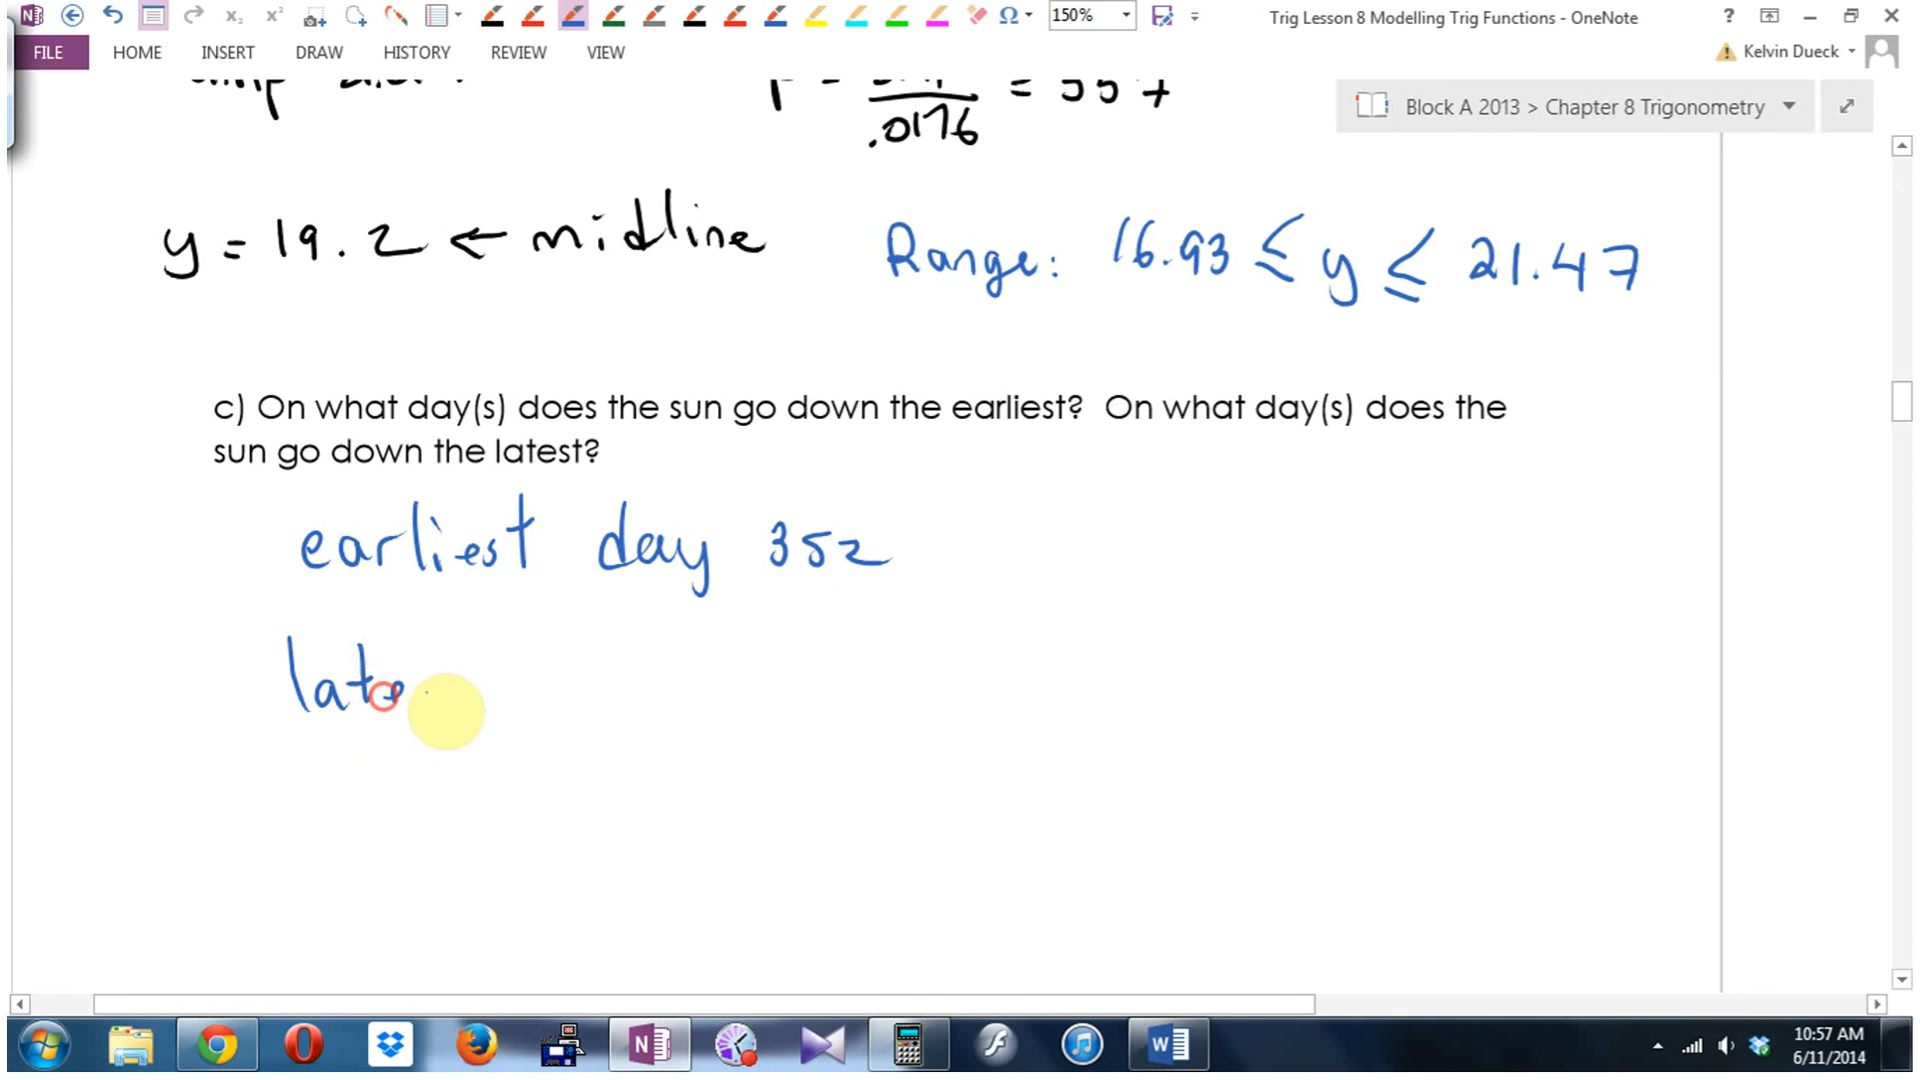 150%
Trig Lesson 8 Modelling Trig Functions - OneNote
FILE HOME INSERT DRAW HISTORY REVIEW VIEW
Kelvin Dueck
Block A 2013 > Chapter 8 Trigonometry
.0176
y = 19.2 ← midline
Range: 16.93 ≤ y ≤ 21.47
c) On what day(s) does the sun go down the earliest? On what day(s) does the
sun go down the latest?
earliest day 352
late
10:57 AM
6/11/2014